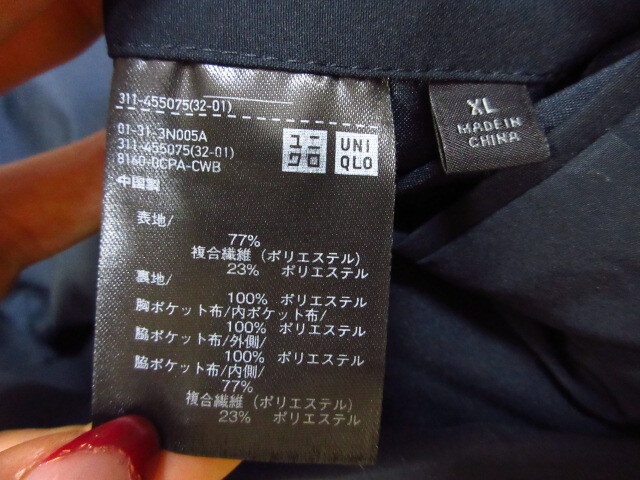 311-455075(32-01)
01-31-3N005A
311-455075(32-01)
8160-0CPA-CWB
中国製
ユニ
クロ
UNI
QLO
XL
MADE IN
CHINA
表地/
77%
複合繊維（ポリエステル）
23% ポリエステル
裏地/
100% ポリエステル
胸ポケット布/内ポケット布/
100% ポリエステル
脇ポケット布/外側/
100% ポリエステル
脇ポケット布/内側/
77%
複合繊維（ポリエステル）
23% ポリエステル